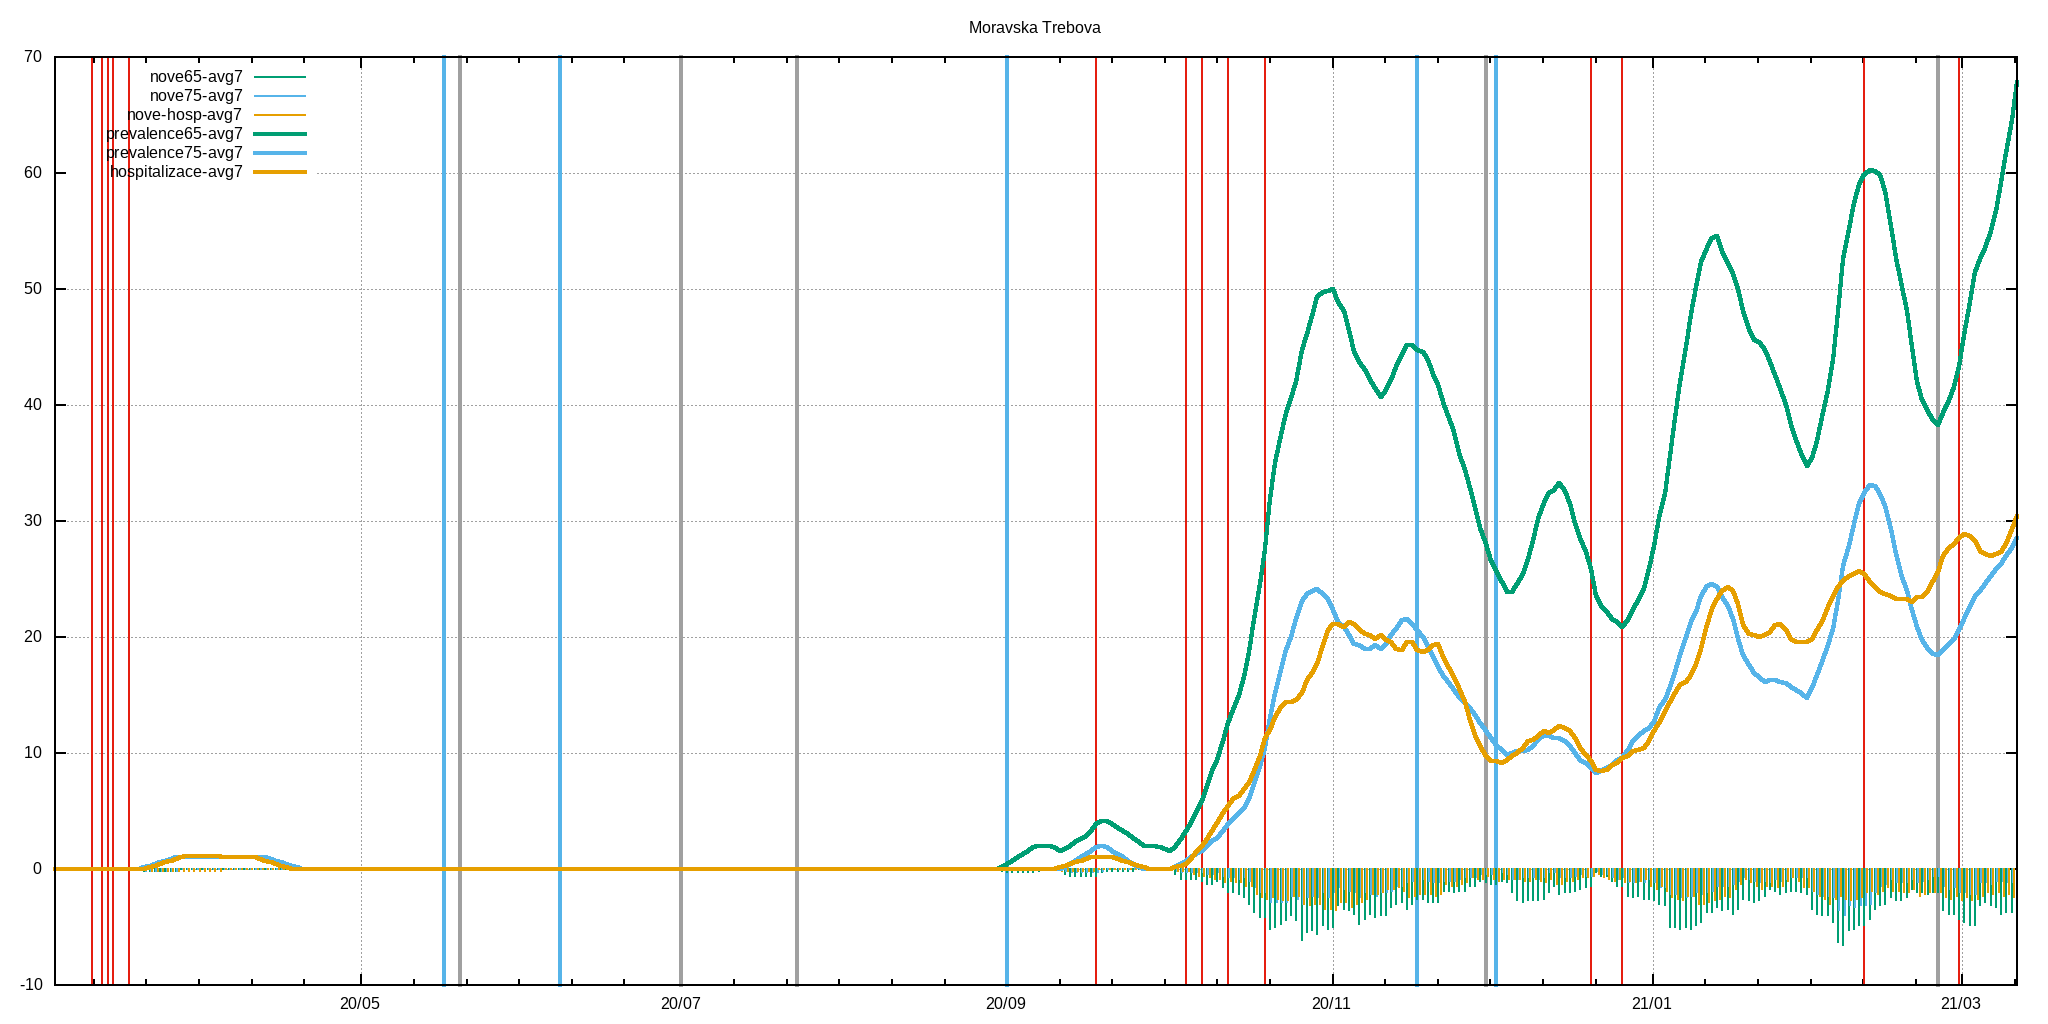 Moravska Trebova
70
60
50
40
30
20
10
0
-10
nove65-avg7
nove75-avg7
nove-hosp-avg7
prevalence65-avg7
prevalence75-avg7
hospitalizace-avg7
20/05 20/07 20/09 20/11 21/01 21/03